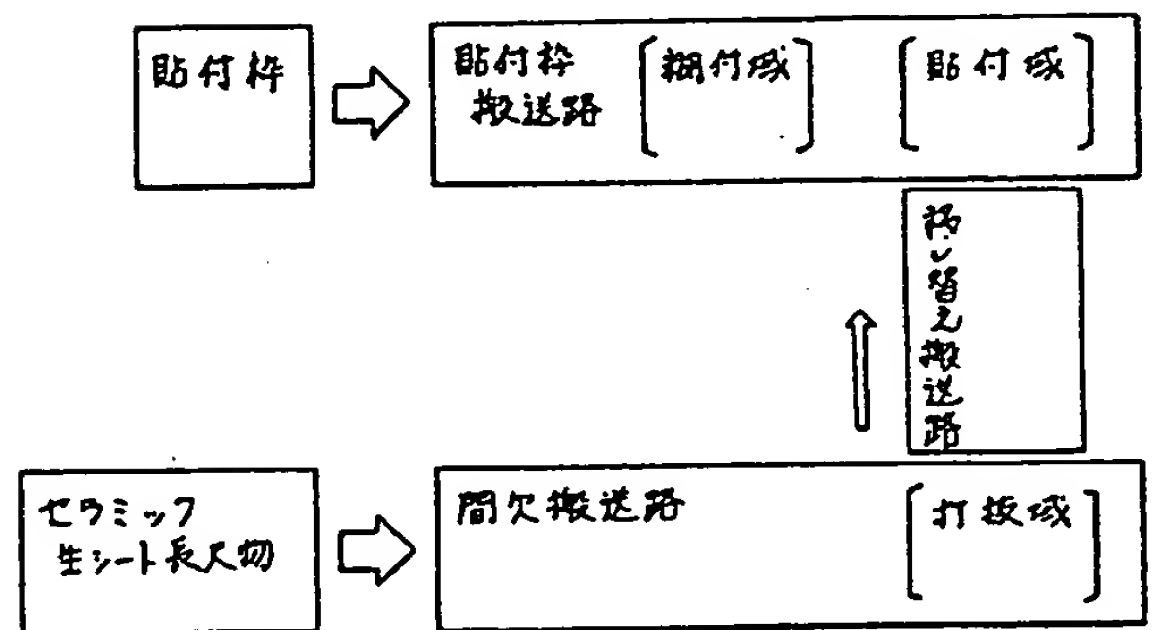 貼付枠
貼付枠
搬送路
糊付域
貼付域
移し替え搬送路
セラミック
生シート長尺物
間欠搬送路
打抜域